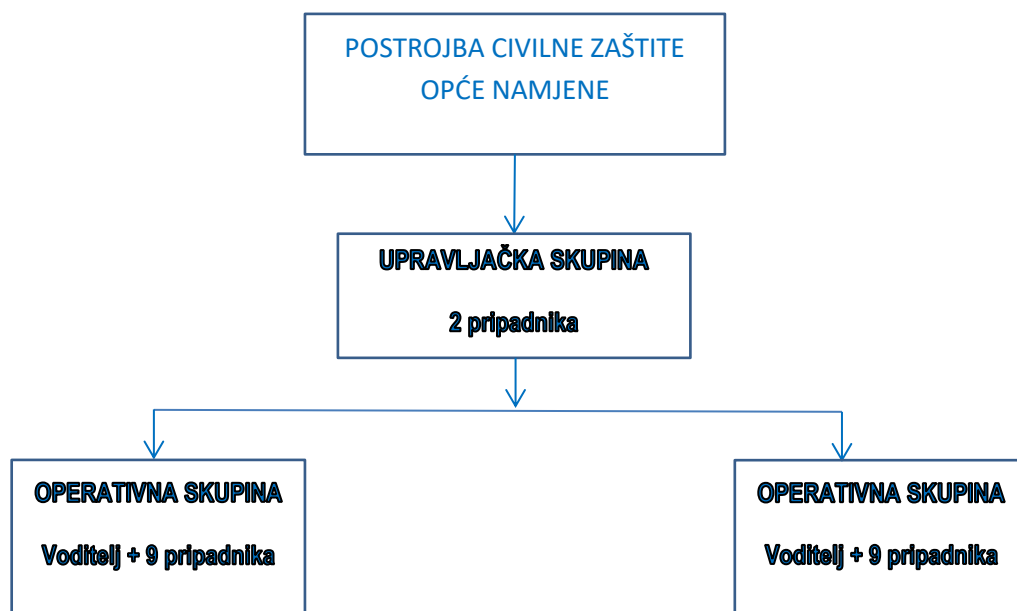 POSTROJBA CIVILNE ZAŠTITE
OPĆE NAMJENE
UPRAVLJAČKA SKUPINA
2 pripadnika
OPERATIVNA SKUPINA
Voditelj + 9 pripadnika
OPERATIVNA SKUPINA
Voditelj + 9 pripadnika